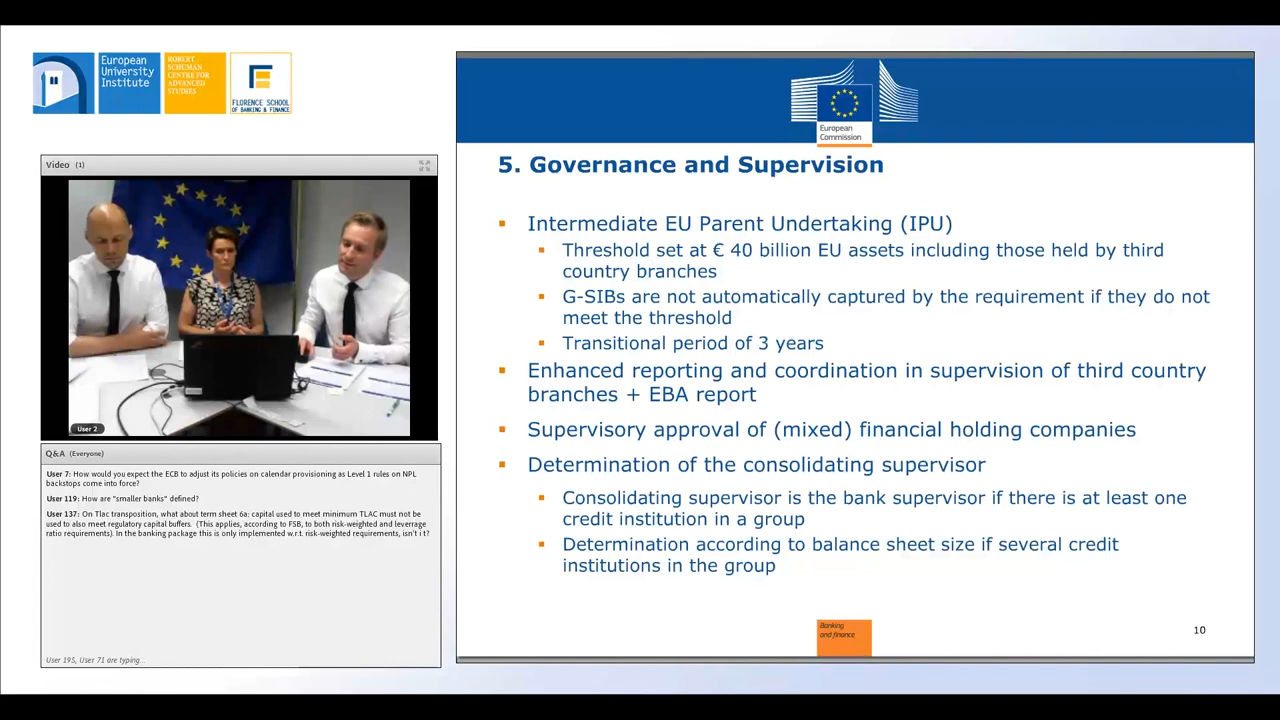 European
University
Institute
ROBERT
SCHUMAN
CENTRE FOR
ADVANCED
STUDIES
FLORENCE SCHOOL
OF BANKING & FINANCE
Video (1)
User 2
Q&A (Everyone)
User 7: How would you expect the ECB to adjust its policies on calendar provisioning as Level 1 rules on NPL
backstops come into force?
User 119: How are "smaller banks" defined?
User 137: On Tlac transposition, what about term sheet 6a: capital used to meet minimum TLAC must not be
used to also meet regulatory capital buffers. (This applies, according to FSB, to both risk-weighted and leverrage
ratio requirements). In the banking package this is only implemented w.r.t. risk-weighted requirements, isn't i t?
User 195, User 71 are typing...
European
Commission
5. Governance and Supervision
Intermediate EU Parent Undertaking (IPU)
Threshold set at € 40 billion EU assets including those held by third
country branches
G-SIBs are not automatically captured by the requirement if they do not
meet the threshold
Transitional period of 3 years
Enhanced reporting and coordination in supervision of third country
branches + EBA report
Supervisory approval of (mixed) financial holding companies
Determination of the consolidating supervisor
Consolidating supervisor is the bank supervisor if there is at least one
credit institution in a group
Determination according to balance sheet size if several credit
institutions in the group
Banking
and finance
10